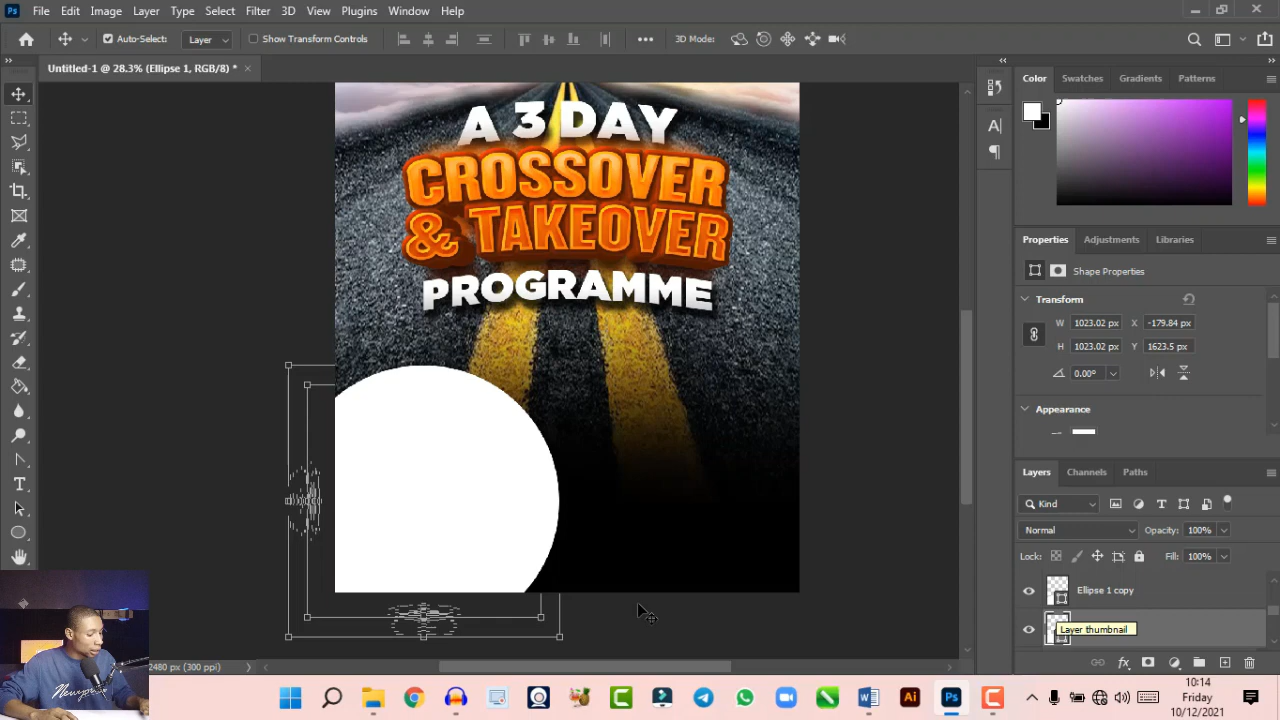 Ps File Edit Image Layer Type Select Filter 3D View Plugins Window Help
Auto-Select: Layer Show Transform Controls 3D Mode:
Untitled-1 @ 28.3% (Ellipse 1, RGB/8) *
Color Swatches Gradients Patterns
A 3 DAY
CROSSOVER
& TAKEOVER
PROGRAMME
Properties Adjustments Libraries
Shape Properties
Transform
W 1023.02 px X -179.84 px
H 1023.02 px Y 1623.5 px
0.00°
Appearance
Layers Channels Paths
Kind
Normal Opacity: 100%
Lock: Fill: 100%
Ellipse 1 copy
Layer thumbnail
2480 px (300 ppi)
10:14
Friday
10/12/2021